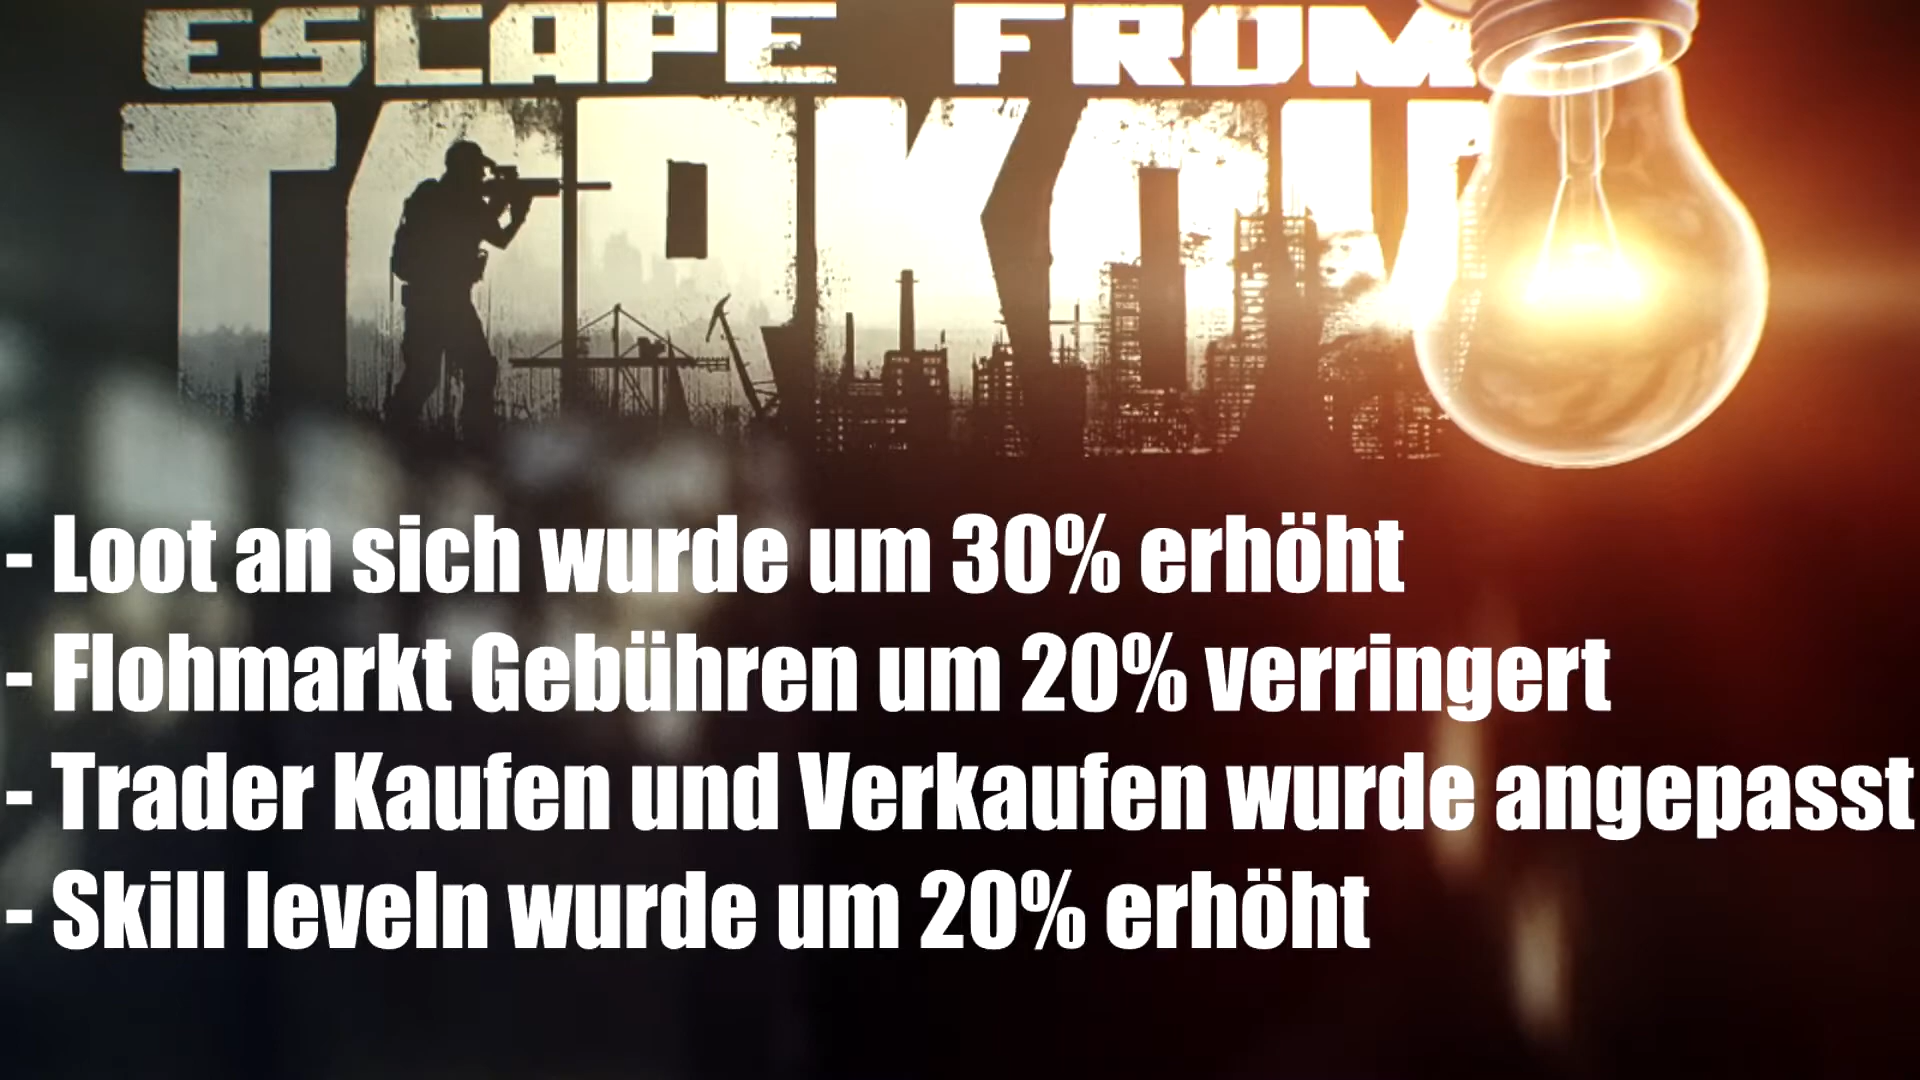 ESCAPE FROM
TARKOV
- Loot an sich wurde um 30% erhöht
- Flohmarkt Gebühren um 20% verringert
- Trader Kaufen und Verkaufen wurde angepasst
- Skill leveln wurde um 20% erhöht